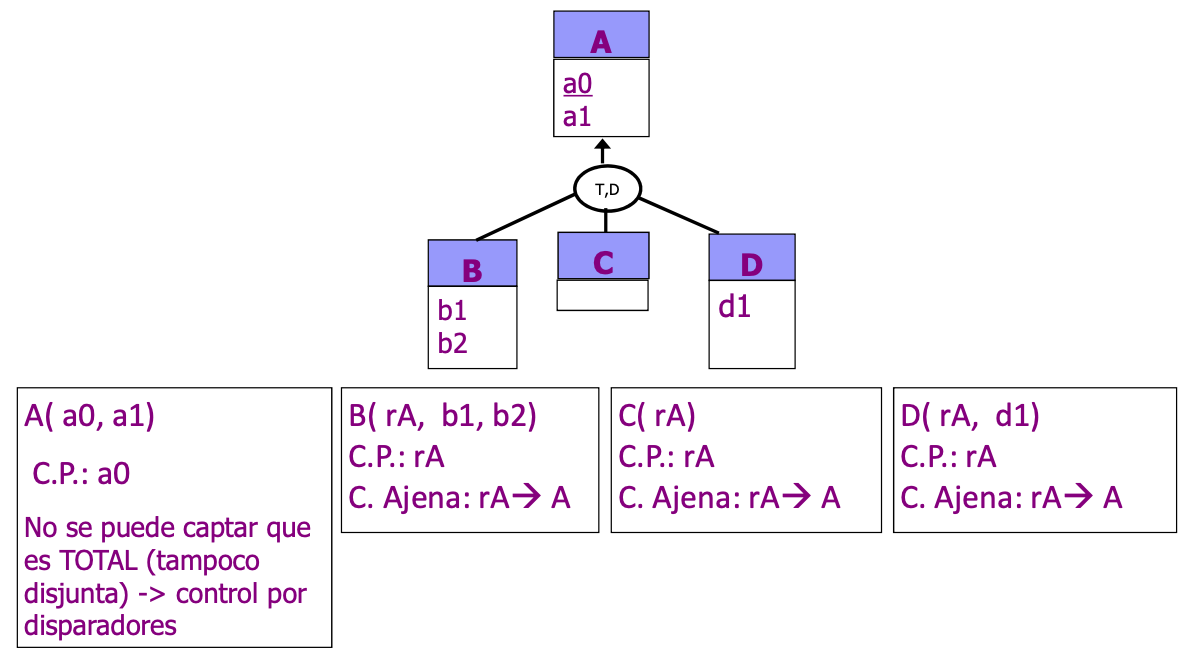 A
a0
a1
T,D
B
b1
b2
C
D
d1
A( a0, a1)
C.P.: a0
No se puede captar que
es TOTAL (tampoco
disjunta) -> control por
disparadores
B( rA, b1, b2)
C.P.: rA
C. Ajena: rA→ A
C( rA)
C.P.: rA
C. Ajena: rA→ A
D( rA, d1)
C.P.: rA
C. Ajena: rA→ A